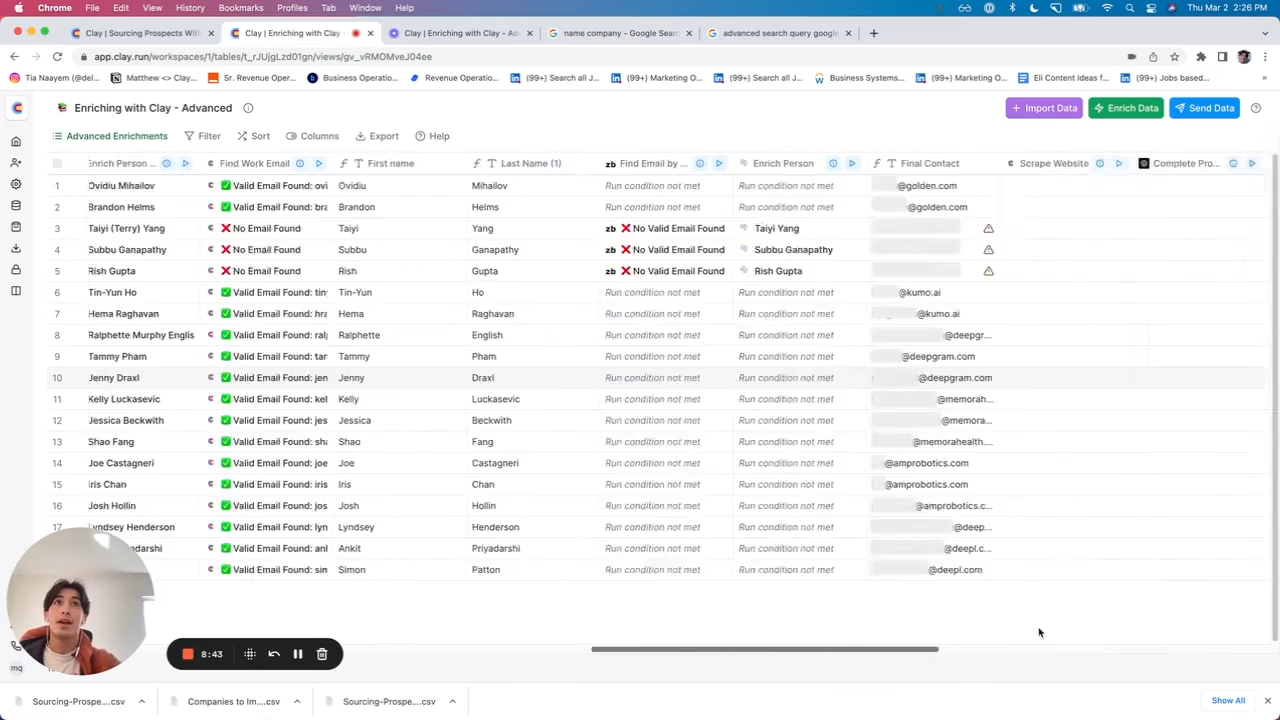 Chrome File Edit View History Bookmarks Profiles Tab Window Help Thu Mar 2 2:26 PM
Clay | Sourcing Prospects With Clay | Enriching with Clay - Clay | Enriching with Clay - Ad... name company - Google Searc... advanced search query google
app.clay.run/workspaces/1/tables/t_rJUjgLzd01gn/views/gv_vRMOMveJ04ee
Tia Naayem (@del... Matthew <> Clay... Sr. Revenue Oper... Business Operatio... Revenue Operatio... (99+) Search all J... (99+) Marketing O... (99+) Search all J... Business Systems... (99+) Marketing O... Eli Content Ideas f... (99+) Jobs based...
Enriching with Clay - Advanced Import Data Enrich Data Send Data
Advanced Enrichments Filter Sort Columns Export Help
Enrich Person ... Find Work Email First name Last Name (1) zb Find Email by ... Enrich Person Final Contact Scrape Website Complete Pro...
1 Ovidiu Mihailov Valid Email Found: ovi Ovidiu Mihailov Run condition not met Run condition not met @golden.com
2 Brandon Helms Valid Email Found: bra Brandon Helms Run condition not met Run condition not met @golden.com
3 Taiyi (Terry) Yang No Email Found Taiyi Yang zb No Valid Email Found Taiyi Yang
4 Subbu Ganapathy No Email Found Subbu Ganapathy zb No Valid Email Found Subbu Ganapathy
5 Rish Gupta No Email Found Rish Gupta zb No Valid Email Found Rish Gupta
6 Tin-Yun Ho Valid Email Found: tin Tin-Yun Ho Run condition not met Run condition not met @kumo.ai
7 Hema Raghavan Valid Email Found: hra Hema Raghavan Run condition not met Run condition not met @kumo.ai
8 Ralphette Murphy Englis Valid Email Found: ral Ralphette English Run condition not met Run condition not met @deepgr...
9 Tammy Pham Valid Email Found: tar Tammy Pham Run condition not met Run condition not met @deepgram.com
10 Jenny Draxl Valid Email Found: jen Jenny Draxl Run condition not met Run condition not met @deepgram.com
11 Kelly Luckasevic Valid Email Found: kel Kelly Luckasevic Run condition not met Run condition not met @memorah...
12 Jessica Beckwith Valid Email Found: jes Jessica Beckwith Run condition not met Run condition not met @memora...
13 Shao Fang Valid Email Found: sha Shao Fang Run condition not met Run condition not met @memorahealth....
14 Joe Castagneri Valid Email Found: joe Joe Castagneri Run condition not met Run condition not met @amprobotics.com
15 Iris Chan Valid Email Found: iris Iris Chan Run condition not met Run condition not met @amprobotics.com
16 Josh Hollin Valid Email Found: jos Josh Hollin Run condition not met Run condition not met @amprobotics.c...
17 Lyndsey Henderson Valid Email Found: lyn Lyndsey Henderson Run condition not met Run condition not met @deep...
adarshi Valid Email Found: anl Ankit Priyadarshi Run condition not met Run condition not met @deepl.c...
Patton Valid Email Found: sim Simon Patton Run condition not met Run condition not met @deepl.com
8:43
mq
Sourcing-Prospe....csv Companies to Im....csv Sourcing-Prospe....csv Show All